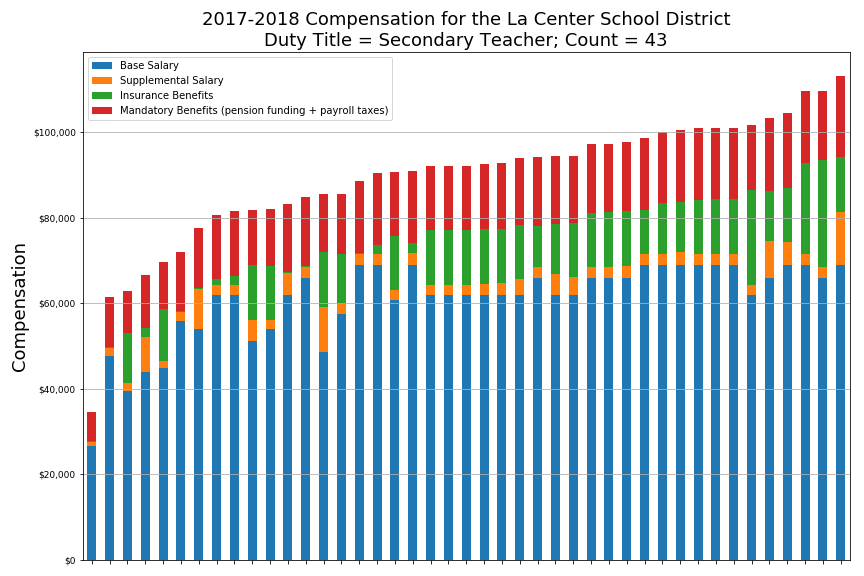 2017-2018 Compensation for the La Center School District
Duty Title = Secondary Teacher; Count = 43
Base Salary
Supplemental Salary
Insurance Benefits
Mandatory Benefits (pension funding + payroll taxes)
$100,000
$80,000
$60,000
$40,000
$20,000
$0
Compensation